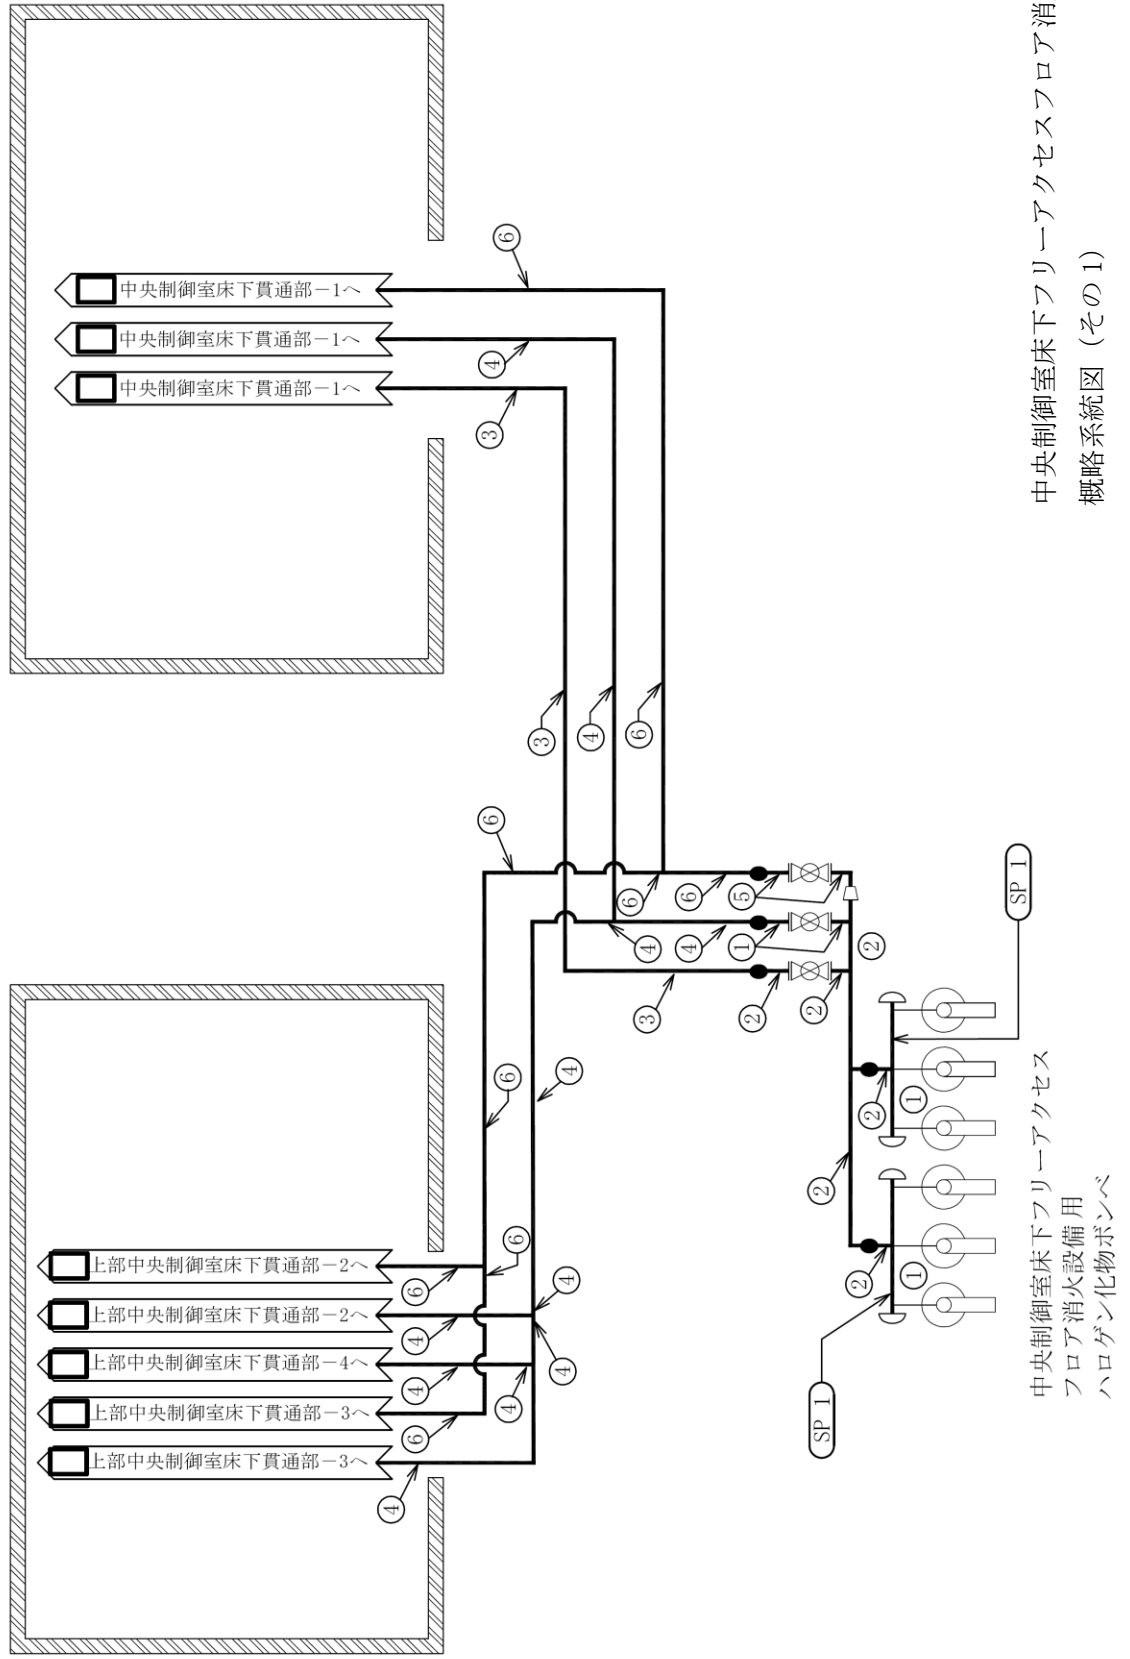 中央制御室床下貫通部－1へ
中央制御室床下貫通部－1へ
中央制御室床下貫通部－1へ
⑥
④
③
③
④
⑥
⑥
⑥
⑥
⑤
④
④
①
③
②
②
②
SP 1
⑥
④
②
①
②
⑥
②
①
上部中央制御室床下貫通部－2へ
上部中央制御室床下貫通部－2へ
上部中央制御室床下貫通部－4へ
上部中央制御室床下貫通部－3へ
上部中央制御室床下貫通部－3へ
⑥
④
④
④
④
④
⑥
④
SP 1
中央制御室床下フリーアクセス
フロア消火設備用
ハロゲン化物ボンベ
中央制御室床下フリーアクセスフロア消
概略系統図（その1）